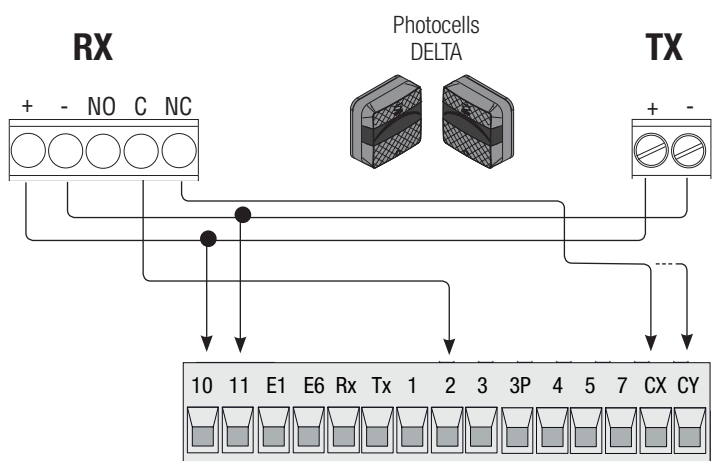 Photocells
DELTA
RX
TX
+ - NO C NC
+ -
10 11 E1 E6 Rx Tx 1 2 3 3P 4 5 7 CX CY